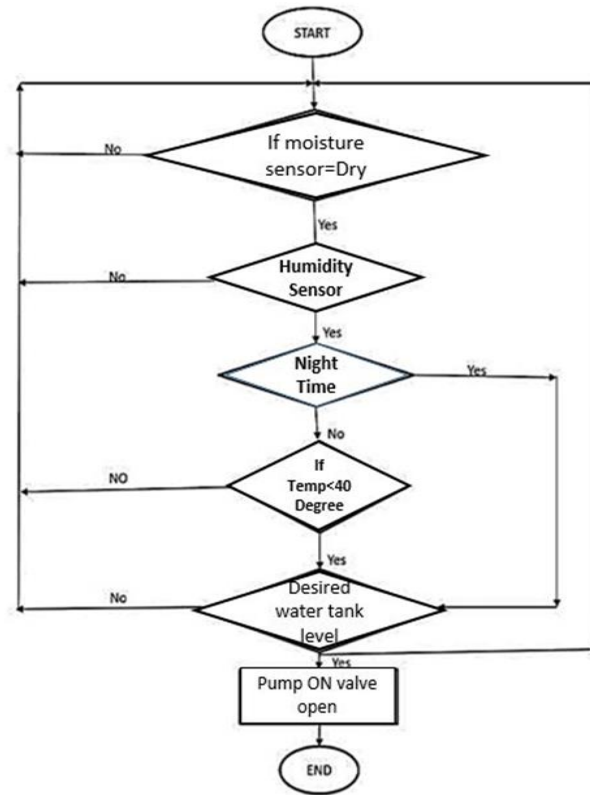 START
If moisture
sensor=Dry
No
Yes
Humidity
Sensor
No
Yes
Night
Time
Yes
No
If
Temp<40
Degree
NO
Yes
Desired
water tank
level
No
Yes
Pump ON valve
open
END